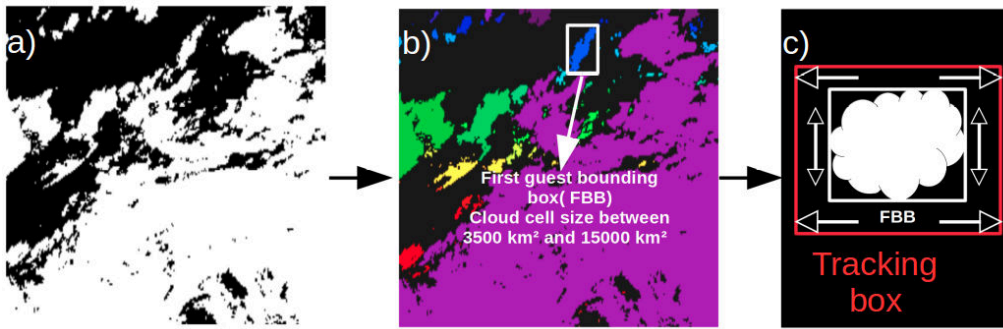 a)
b)
First guest bounding
box( FBB)
Cloud cell size between
3500 km² and 15000 km²
c)
FBB
Tracking
box